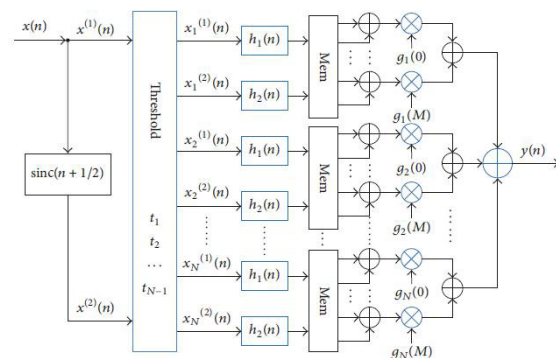 x(n)
x^(1)(n)
sinc(n + 1/2)
x^(2)(n)
Threshold
t_1
t_2
...
t_{N−1}
x_1^(1)(n)
h_1(n)
x_1^(2)(n)
h_2(n)
Mem
g_1(0)
g_1(M)
x_2^(1)(n)
h_1(n)
x_2^(2)(n)
h_2(n)
Mem
g_2(0)
g_2(M)
x_N^(1)(n)
h_1(n)
x_N^(2)(n)
h_2(n)
Mem
g_N(0)
g_N(M)
y(n)